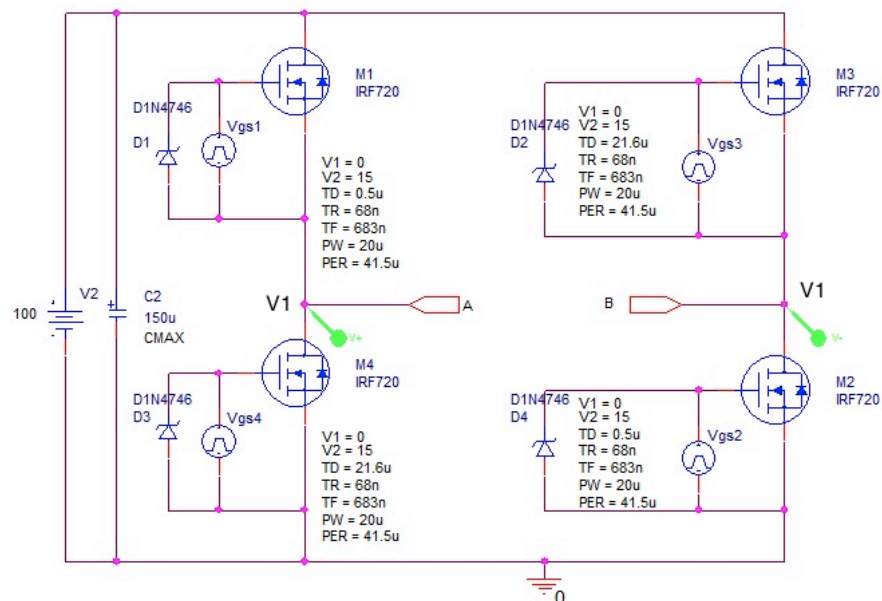 M1
IRF720
D1N4746
D1
Vgs1
V1 = 0
V2 = 15
TD = 0.5u
TR = 68n
TF = 683n
PW = 20u
PER = 41.5u
M3
IRF720
D1N4746
D2
Vgs3
V1 = 0
V2 = 15
TD = 21.6u
TR = 68n
TF = 683n
PW = 20u
PER = 41.5u
100
V2
C2
150u
CMAX
V1
A
V+
B
V1
V-
M4
IRF720
D1N4746
D3
Vgs4
V1 = 0
V2 = 15
TD = 21.6u
TR = 68n
TF = 683n
PW = 20u
PER = 41.5u
M2
IRF720
D1N4746
D4
Vgs2
V1 = 0
V2 = 15
TD = 0.5u
TR = 68n
TF = 683n
PW = 20u
PER = 41.5u
0